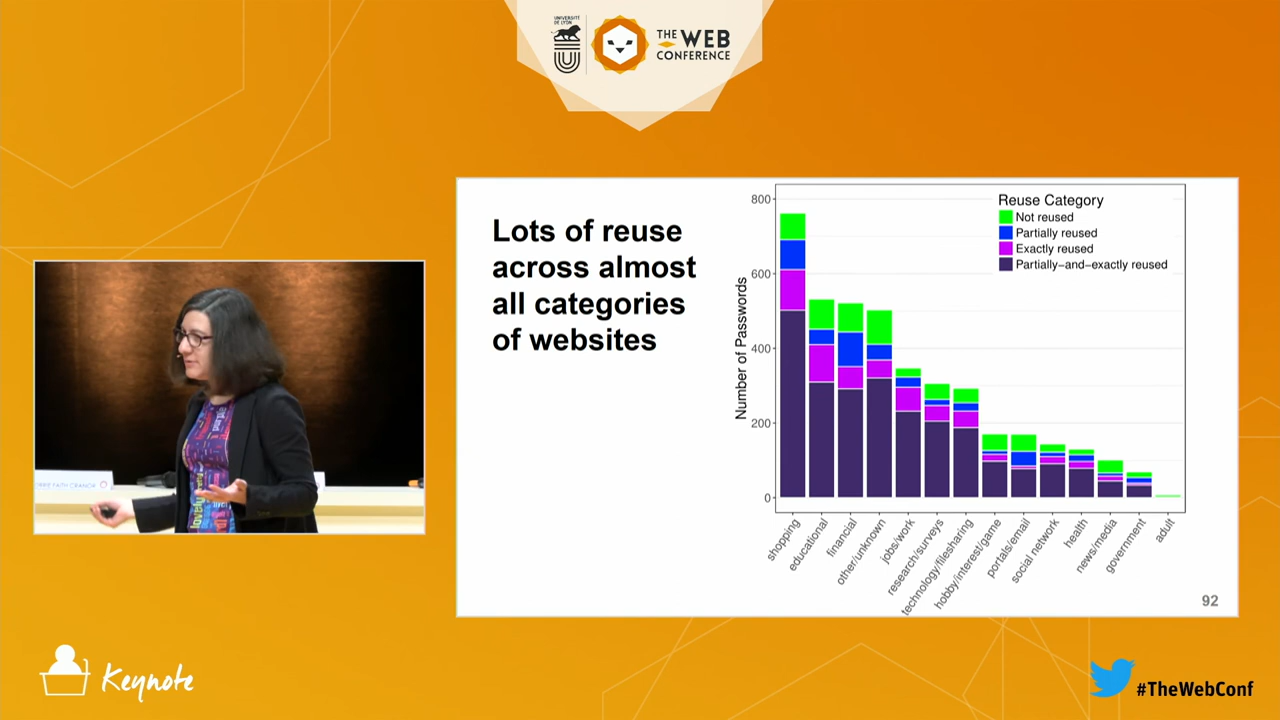 UNIVERSITÉ
DE LYON
THE WEB
CONFERENCE
Lots of reuse
across almost
all categories
of websites
Number of Passwords
800
600
400
200
0
Reuse Category
Not reused
Partially reused
Exactly reused
Partially-and-exactly reused
shopping
educational
financial
other/unknown
jobs/work
research/surveys
technology/filesharing
hobby/interest/game
portals/email
social network
health
news/media
government
adult
92
Keynote
#TheWebConf